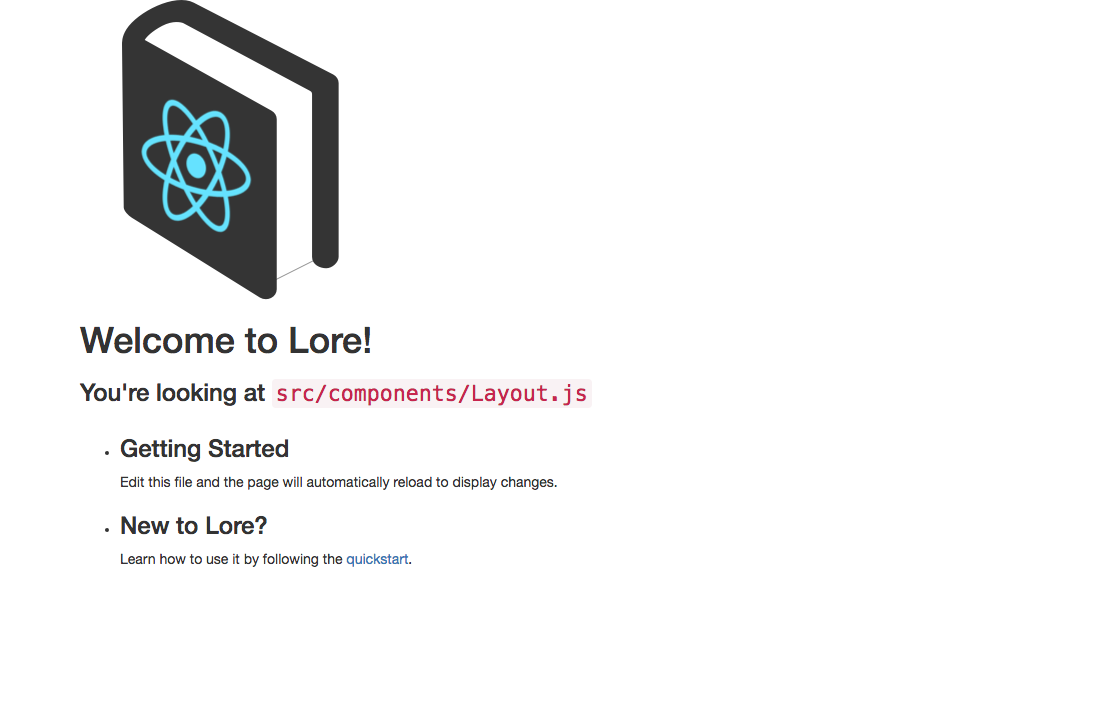 Welcome to Lore!
You're looking at src/components/Layout.js
Getting Started
Edit this file and the page will automatically reload to display changes.
New to Lore?
Learn how to use it by following the quickstart.